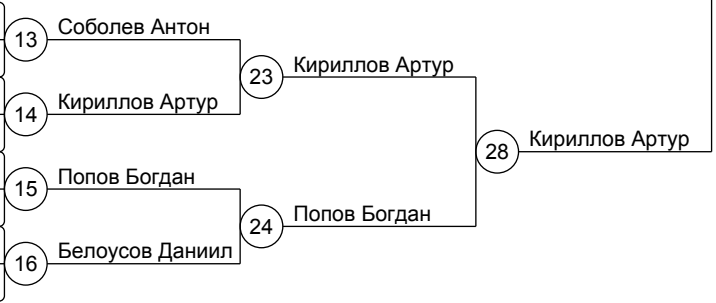 13 Соболев Антон
23 Кириллов Артур
14 Кириллов Артур
28 Кириллов Артур
15 Попов Богдан
24 Попов Богдан
16 Белоусов Даниил